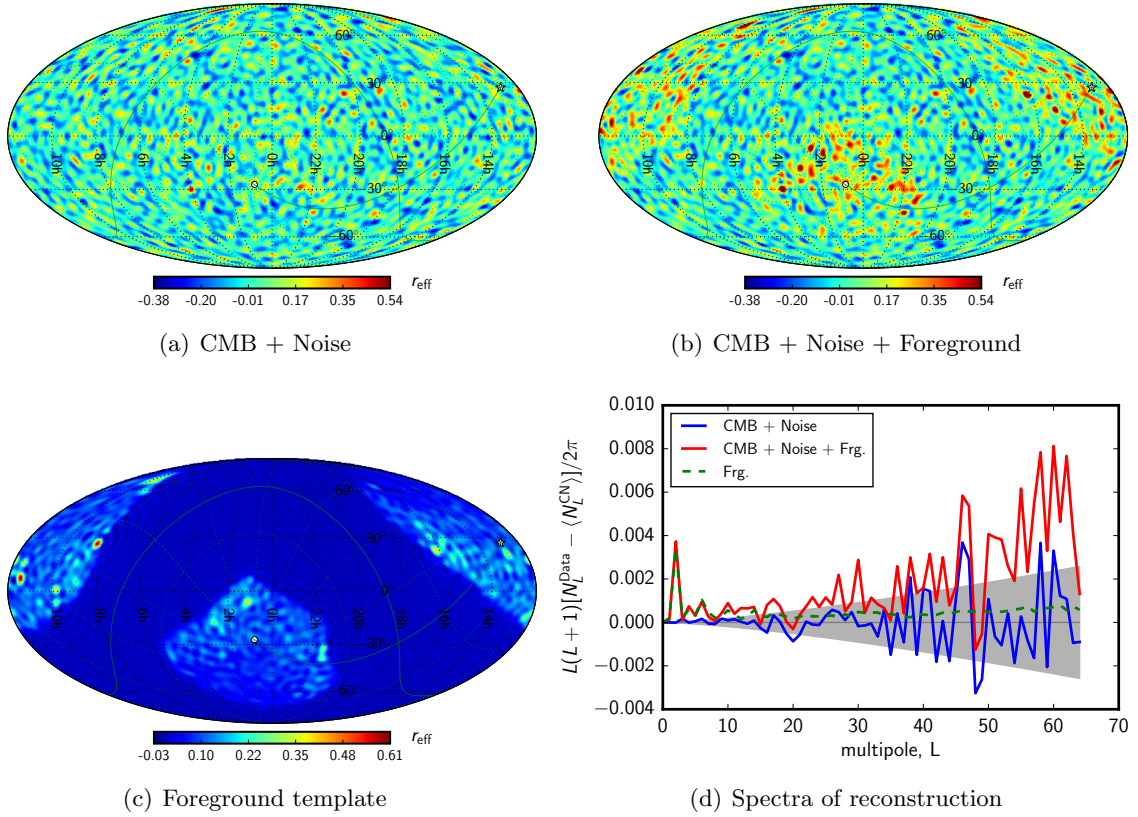 60°
30
0°
10h
8h
6h
2h
0h
22h
18h
16h
14h
30
−60°
r_eff
-0.38 -0.20 -0.01 0.17 0.35 0.54
(a) CMB + Noise
60°
30
0°
10h
8h
6h
2h
0h
22h
18h
16h
14h
30
−60°
r_eff
-0.38 -0.20 -0.01 0.17 0.35 0.54
(b) CMB + Noise + Foreground
60°
30°
0°
10h
8h
6h
2h
0h
22h
18h
16h
14h
−30°
60°
r_eff
-0.03 0.10 0.22 0.35 0.48 0.61
(c) Foreground template
L(L + 1)[N_L^Data − ⟨N_L^CN⟩]/2π
0.010
0.008
0.006
0.004
0.002
0.000
−0.002
−0.004
CMB + Noise
CMB + Noise + Frg.
Frg.
0 10 20 30 40 50 60 70
multipole, L
(d) Spectra of reconstruction